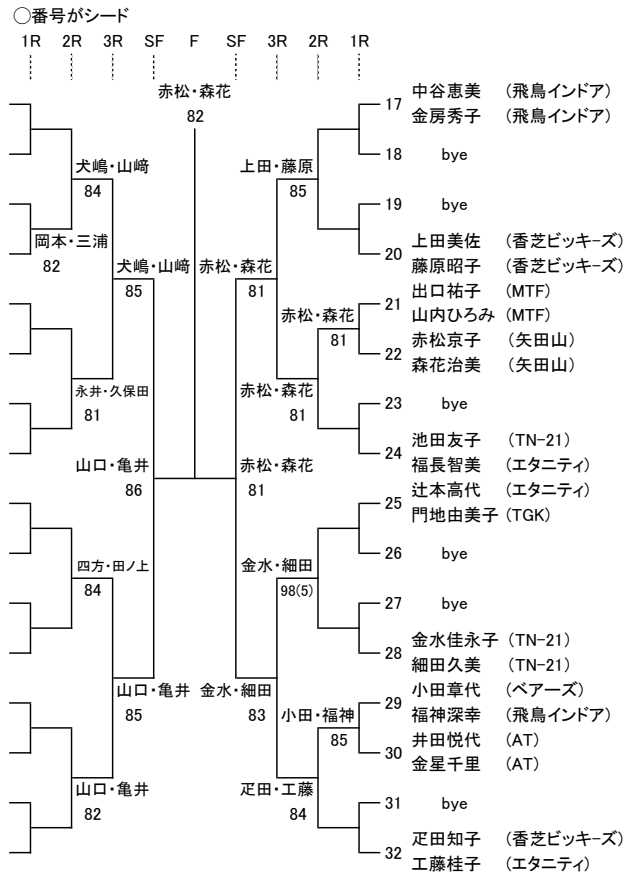 ○番号がシード
1R 2R 3R SF F SF 3R 2R 1R
赤松・森花
82
犬嶋・山﨑
84
岡本・三浦
82
犬嶋・山﨑
85
永井・久保田
81
山口・亀井
86
四方・田ノ上
84
山口・亀井
85
山口・亀井
82
上田・藤原
85
赤松・森花
81
赤松・森花
81
赤松・森花
81
赤松・森花
81
金水・細田
98(5)
金水・細田
83
小田・福神
85
疋田・工藤
84
17 中谷恵美 (飛鳥インドア)
金房秀子 (飛鳥インドア)
18 bye
19 bye
20 上田美佐 (香芝ビッキーズ)
藤原昭子 (香芝ビッキーズ)
21 出口祐子 (MTF)
山内ひろみ (MTF)
22 赤松京子 (矢田山)
森花治美 (矢田山)
23 bye
24 池田友子 (TN-21)
福長智美 (エタニティ)
25 辻本高代 (エタニティ)
門地由美子 (TGK)
26 bye
27 bye
28 金水佳永子 (TN-21)
細田久美 (TN-21)
29 小田章代 (ベアーズ)
福神深幸 (飛鳥インドア)
30 井田悦代 (AT)
金星千里 (AT)
31 bye
32 疋田知子 (香芝ビッキーズ)
工藤桂子 (エタニティ)